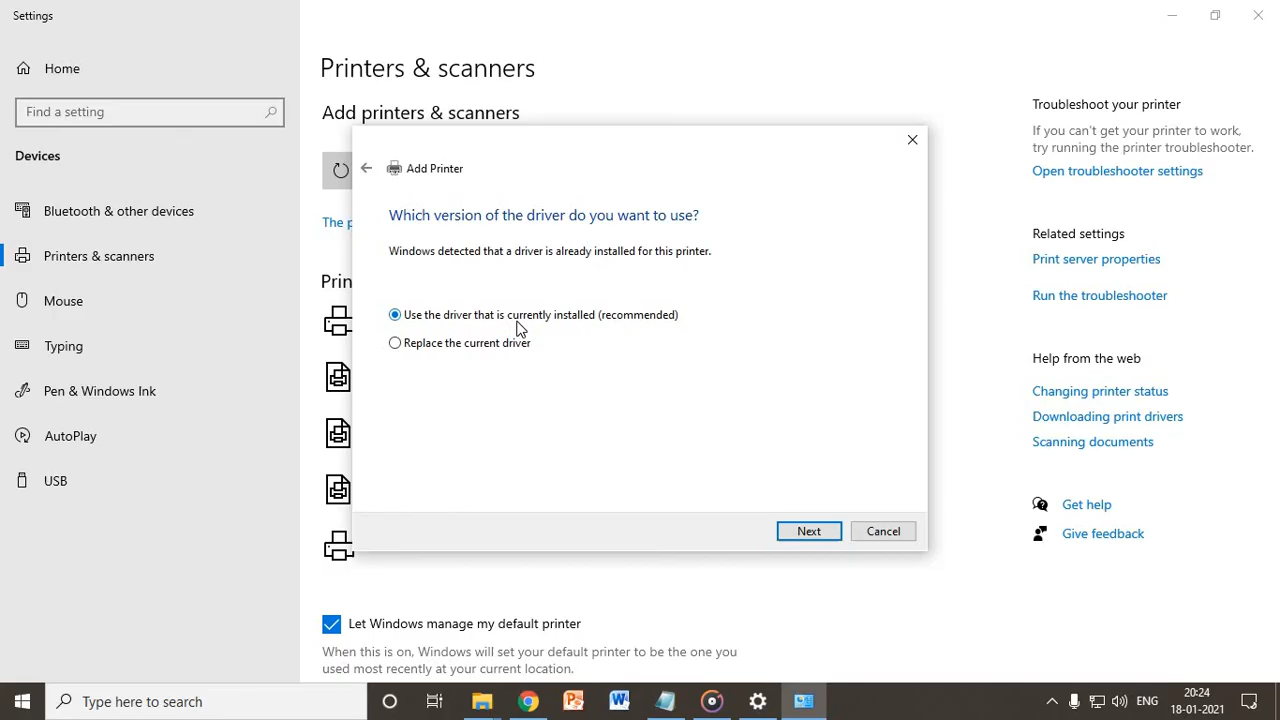 Settings
Home
Find a setting
Devices
Bluetooth & other devices
Printers & scanners
Mouse
Typing
Pen & Windows Ink
AutoPlay
USB
Printers & scanners
Add printers & scanners
The p
Prin
Add Printer
Which version of the driver do you want to use?
Windows detected that a driver is already installed for this printer.
Use the driver that is currently installed (recommended)
Replace the current driver
Next
Cancel
Let Windows manage my default printer
When this is on, Windows will set your default printer to be the one you
used most recently at your current location.
Troubleshoot your printer
If you can't get your printer to work,
try running the printer troubleshooter.
Open troubleshooter settings
Related settings
Print server properties
Run the troubleshooter
Help from the web
Changing printer status
Downloading print drivers
Scanning documents
Get help
Give feedback
Type here to search
ENG
20:24
18-01-2021